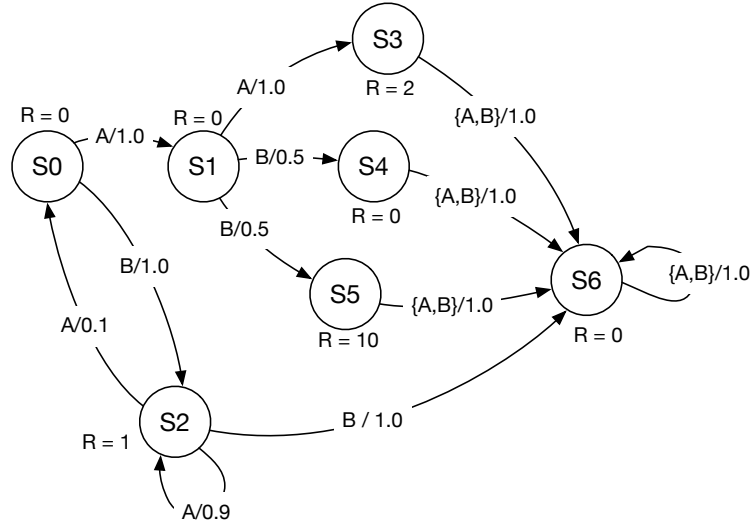 S3
R = 2
A/1.0
{A,B}/1.0
R = 0
S0
A/1.0
R = 0
S1
B/0.5
S4
R = 0
{A,B}/1.0
B/0.5
B/1.0
S5
R = 10
{A,B}/1.0
S6
R = 0
{A,B}/1.0
A/0.1
S2
R = 1
B / 1.0
A/0.9